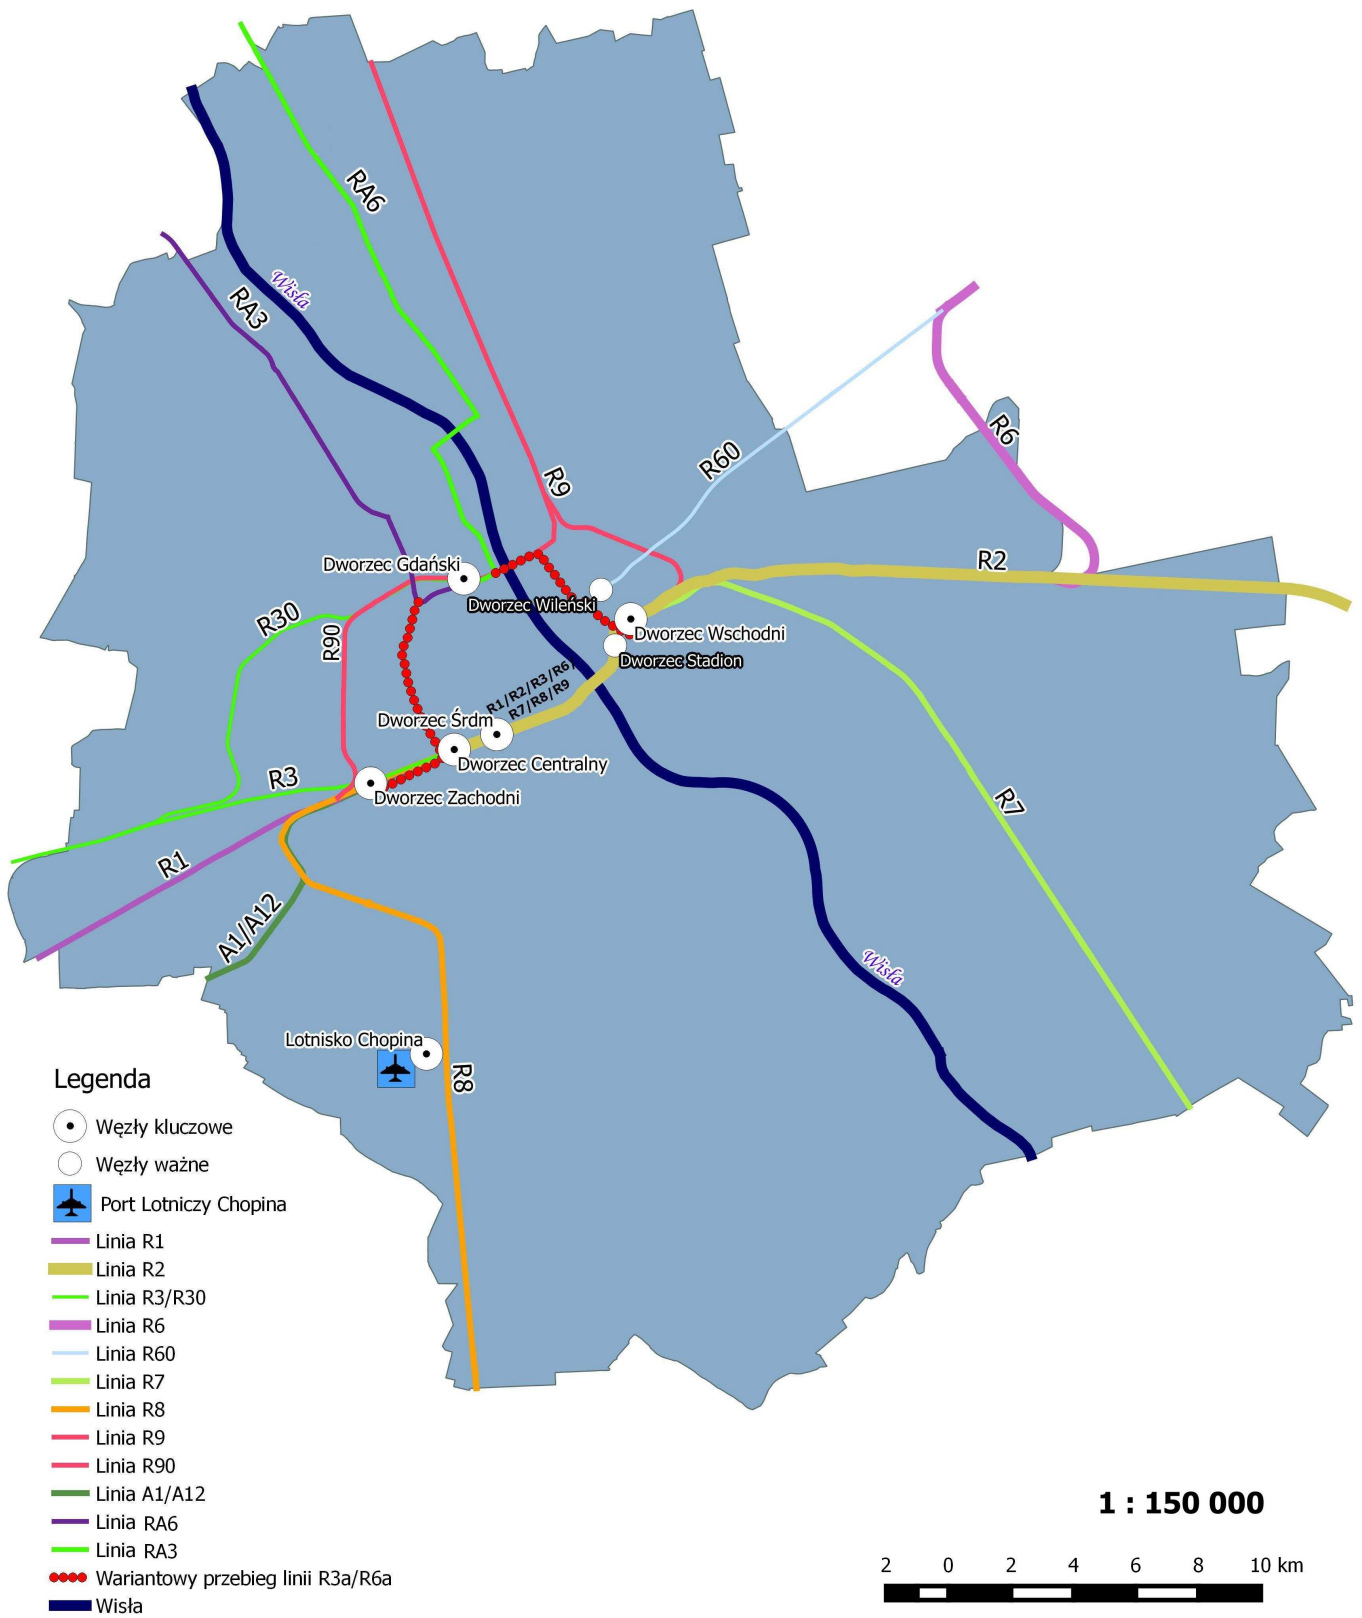 RA6
Wisła
RA3
R9
R60
R6
Dworzec Gdański
R2
Dworzec Wileński
R30
R90
Dworzec Wschodni
Dworzec Stadion
R1/R2/R3/R6/
R7/R8/R9
Dworzec Śrdm
Dworzec Centralny
R3
Dworzec Zachodni
R7
R1
A1/A12
Wisła
Lotnisko Chopina
R8
Legenda
Węzły kluczowe
Węzły ważne
Port Lotniczy Chopina
Linia R1
Linia R2
Linia R3/R30
Linia R6
Linia R60
Linia R7
Linia R8
Linia R9
Linia R90
Linia A1/A12
Linia RA6
Linia RA3
Wariantowy przebieg linii R3a/R6a
Wisła
1 : 150 000
2 0 2 4 6 8 10 km